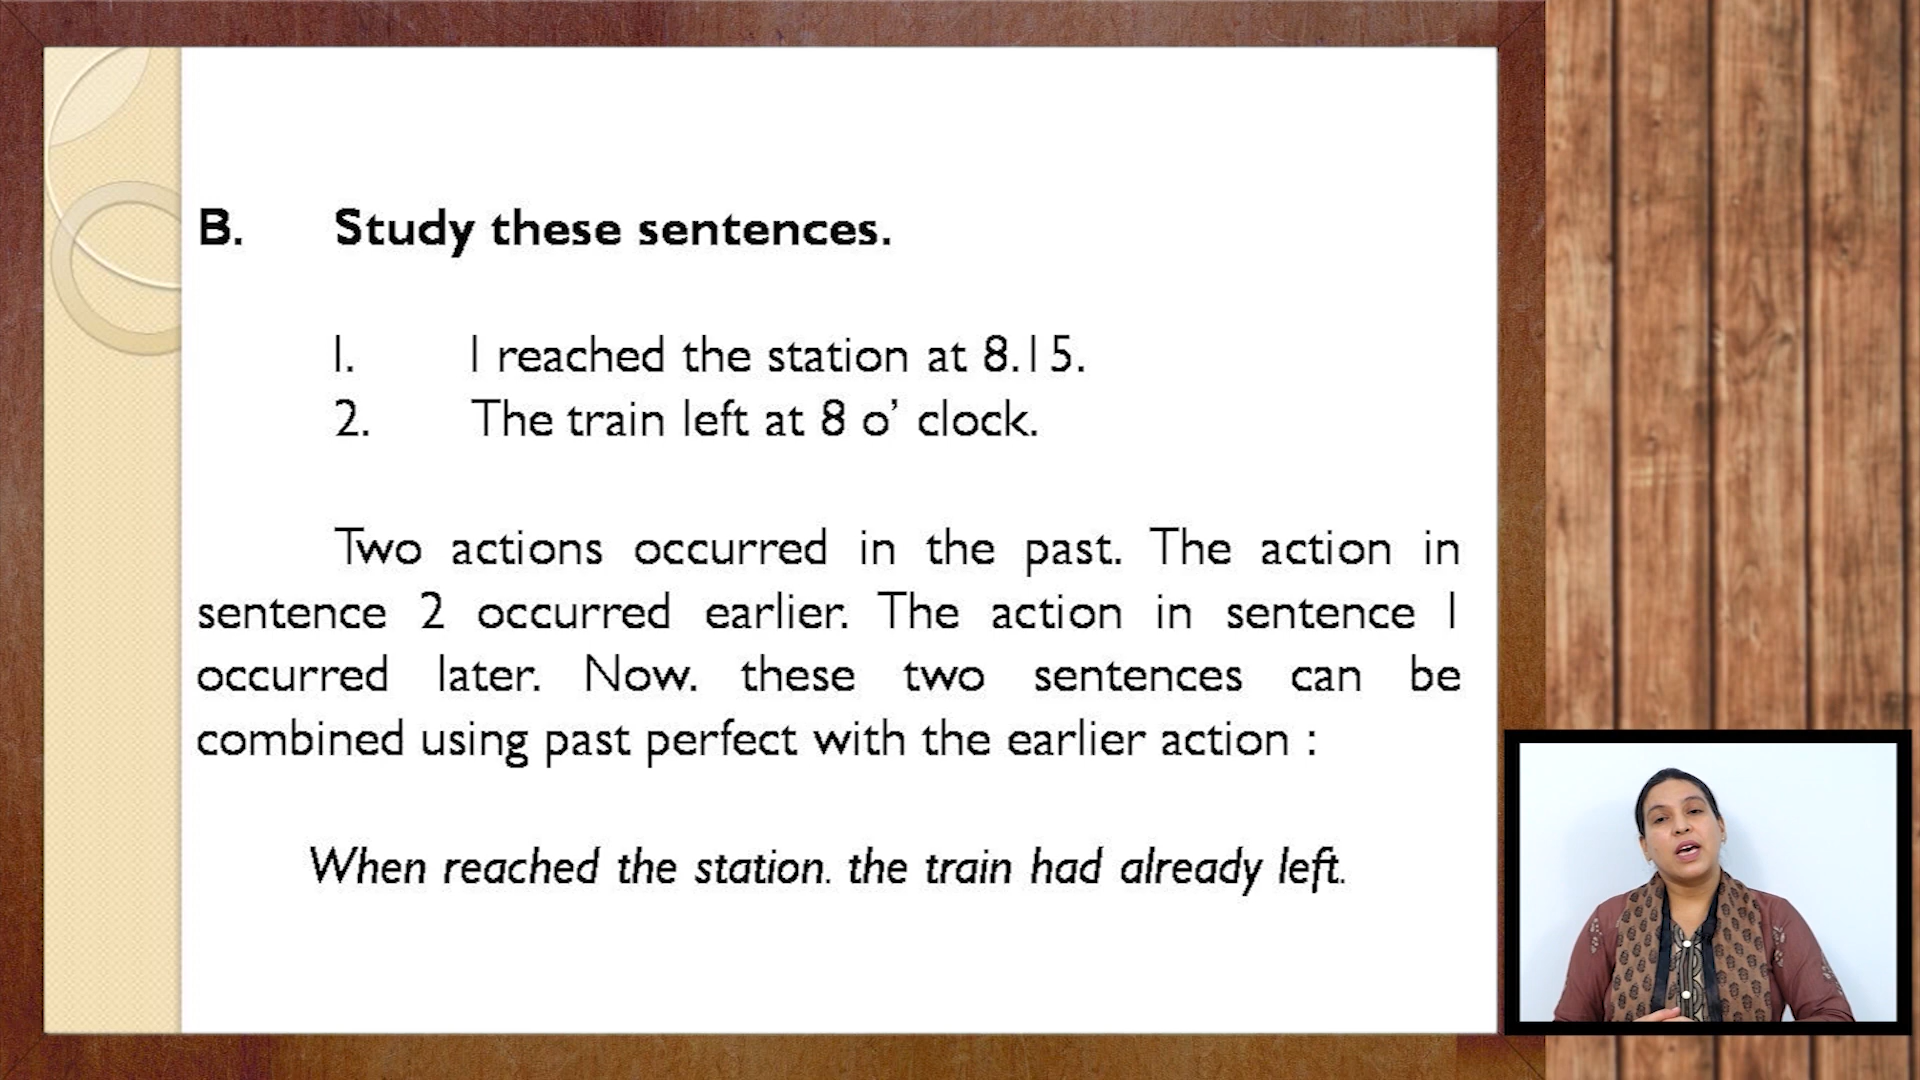 B. Study these sentences.
1. I reached the station at 8.15.
2. The train left at 8 o’ clock.
Two actions occurred in the past. The action in
sentence 2 occurred earlier. The action in sentence 1
occurred later. Now. these two sentences can be
combined using past perfect with the earlier action :
When reached the station. the train had already left.